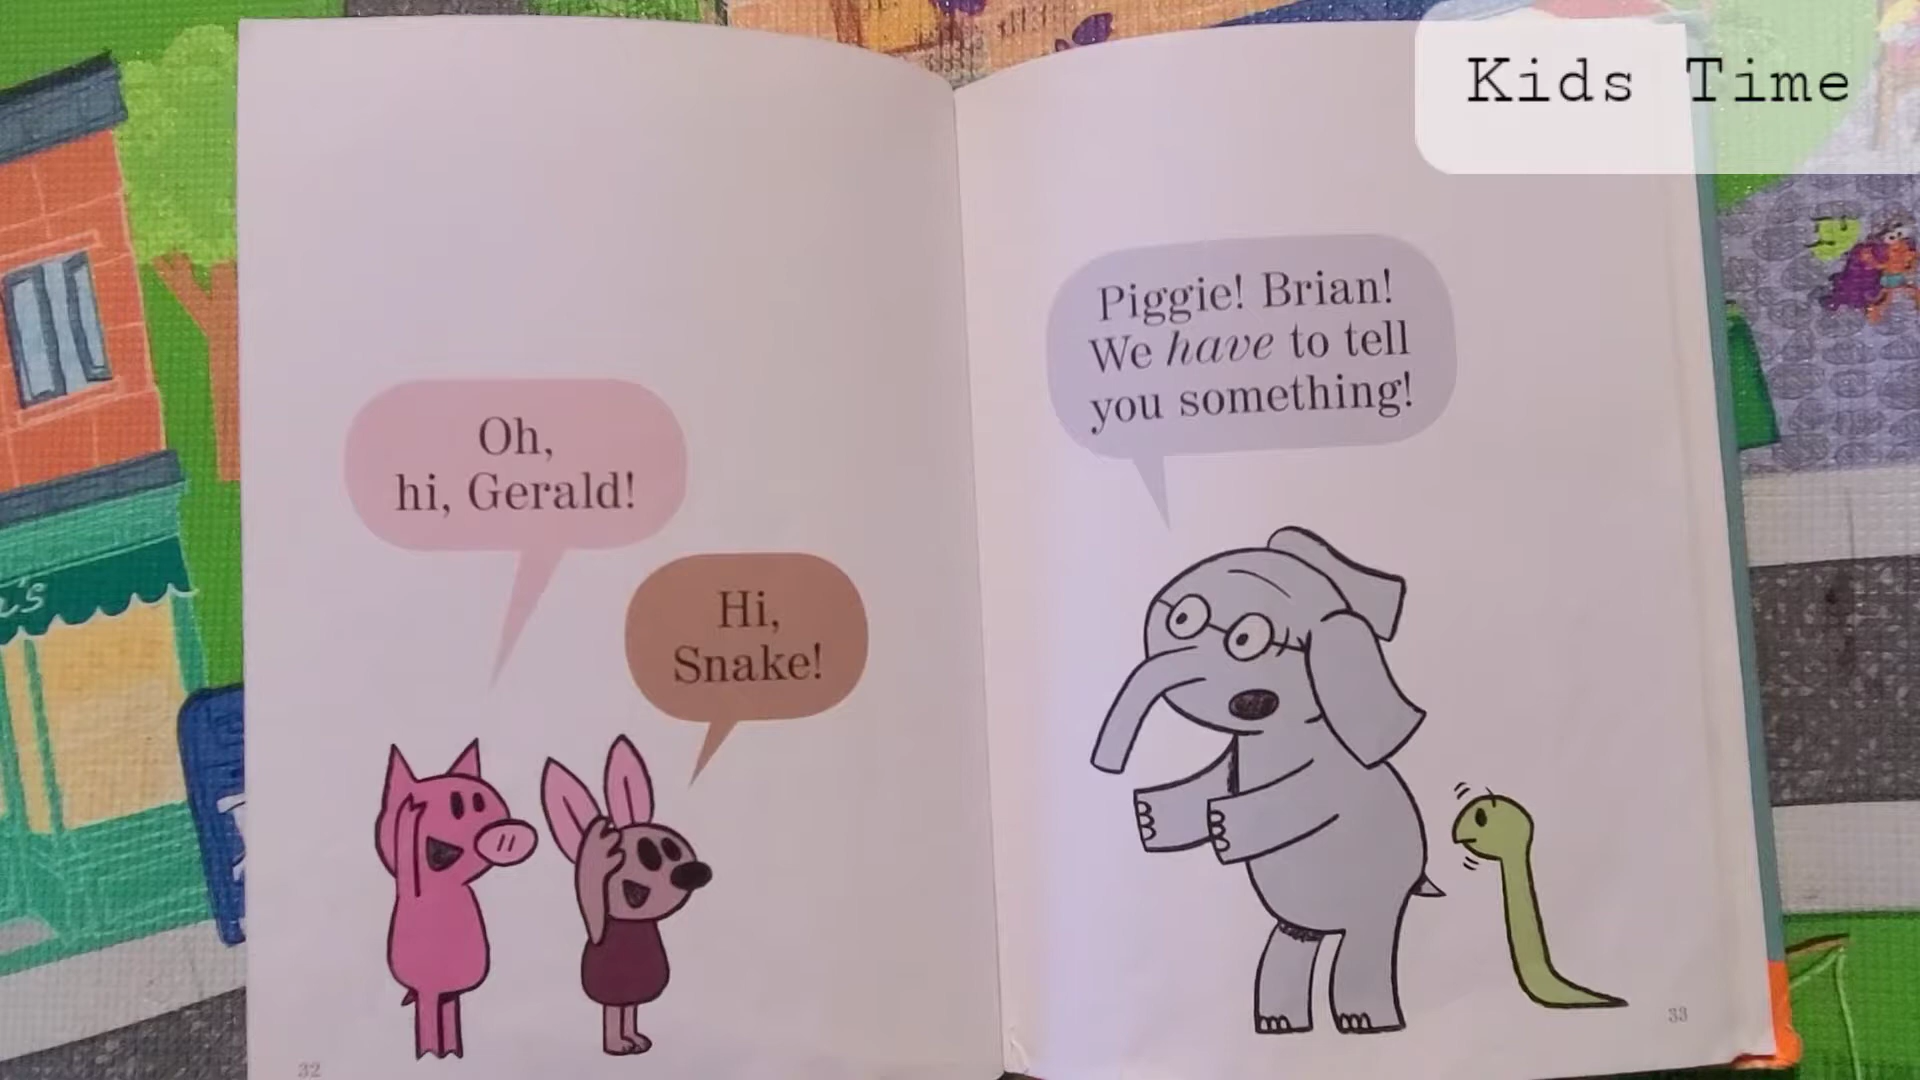 Kids Time
Oh,
hi, Gerald!
Hi,
Snake!
32
Piggie! Brian!
We have to tell
you something!
33